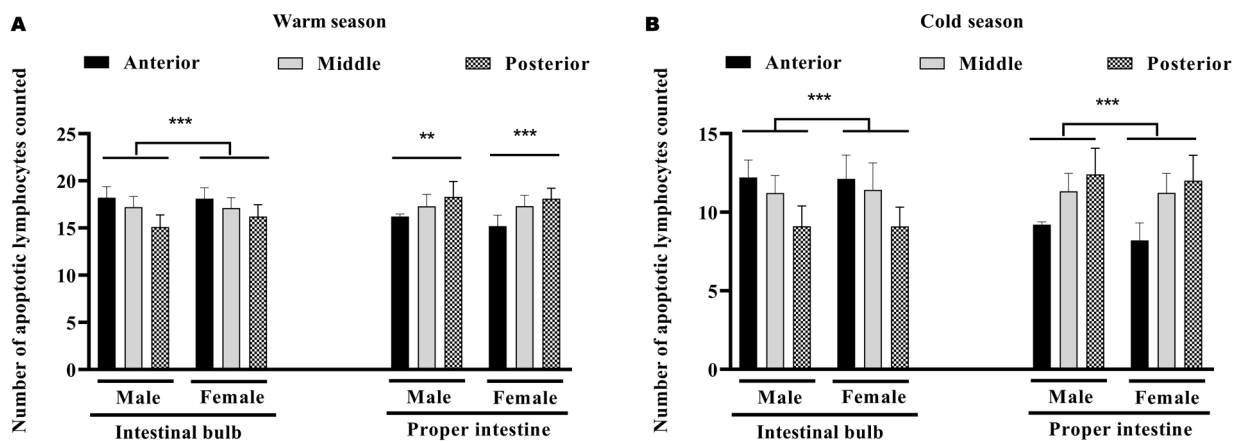 A
Warm season
Anterior Middle Posterior
Number of apoptotic lymphocytes counted
25
20
15
10
5
0
***
**
***
Male Female Male Female
Intestinal bulb Proper intestine
B
Cold season
Anterior Middle Posterior
Number of apoptotic lymphocytes counted
15
10
5
0
***
***
Male Female Male Female
Intestinal bulb Proper intestine